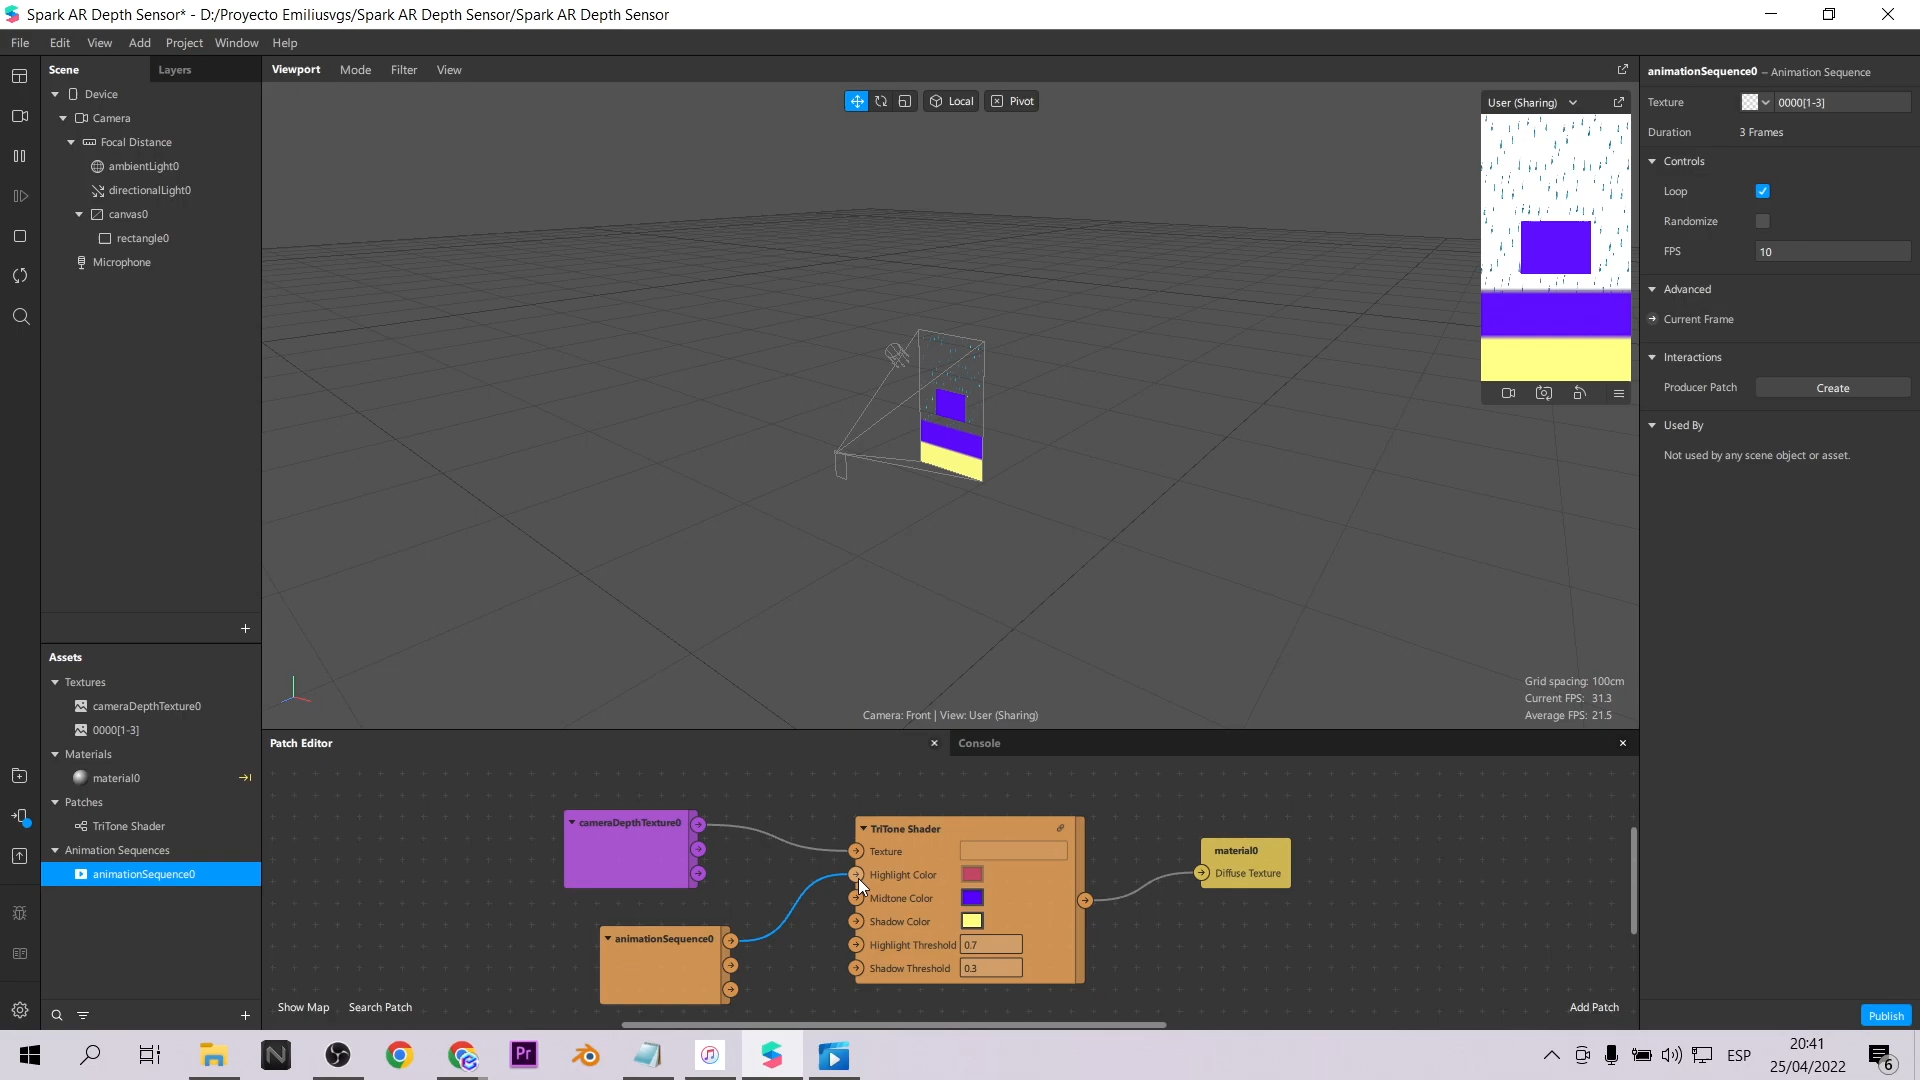 Spark AR Depth Sensor* - D:/Proyecto Emiliusvgs/Spark AR Depth Sensor/Spark AR Depth Sensor
File Edit View Add Project Window Help
Scene
Layers
Device
Camera
Focal Distance
ambientLight0
directionalLight0
canvas0
rectangle0
Microphone
Assets
Textures
cameraDepthTexture0
0000[1-3]
Materials
material0
Patches
TriTone Shader
Animation Sequences
animationSequence0
Viewport Mode Filter View
Local
Pivot
User (Sharing)
Grid spacing: 100cm
Current FPS: 31.3
Average FPS: 21.5
Camera: Front | View: User (Sharing)
Patch Editor
Console
cameraDepthTexture0
animationSequence0
TriTone Shader
Texture
Highlight Color
Midtone Color
Shadow Color
Highlight Threshold 0.7
Shadow Threshold 0.3
material0
Diffuse Texture
Show Map Search Patch
Add Patch
animationSequence0 – Animation Sequence
Texture 0000[1-3]
Duration 3 Frames
Controls
Loop
Randomize
FPS 10
Advanced
Current Frame
Interactions
Producer Patch Create
Used By
Not used by any scene object or asset.
Publish
N
Pr
ESP
20:41
25/04/2022
6